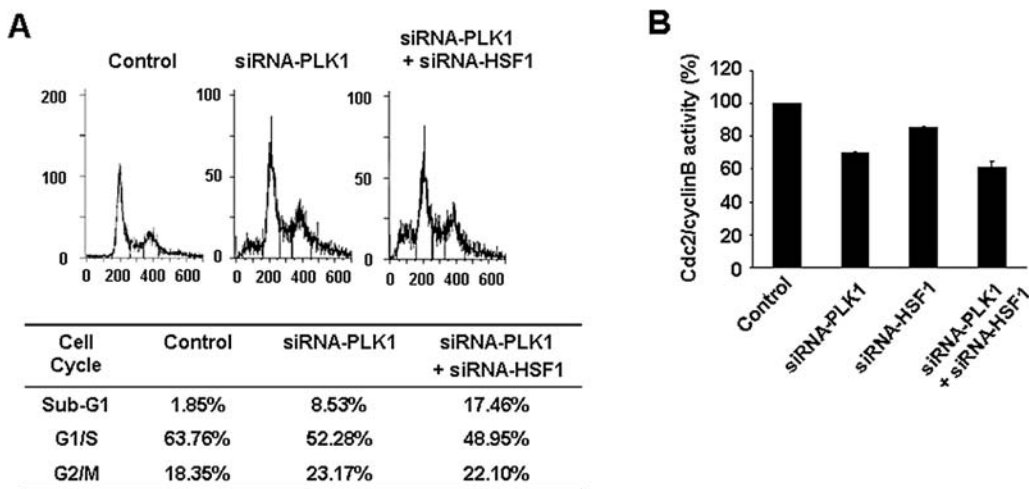 A
Control
siRNA-PLK1
siRNA-PLK1
+ siRNA-HSF1
200
100
0
0 200 400 600
100
50
0
0 200 400 600
100
50
0
0 200 400 600
Cell
Cycle
Control
siRNA-PLK1
siRNA-PLK1
+ siRNA-HSF1
Sub-G1 1.85% 8.53% 17.46%
G1/S 63.76% 52.28% 48.95%
G2/M 18.35% 23.17% 22.10%
B
Cdc2/cyclinB activity (%)
120
100
80
60
40
20
0
Control
siRNA-PLK1
siRNA-HSF1
siRNA-PLK1
+ siRNA-HSF1